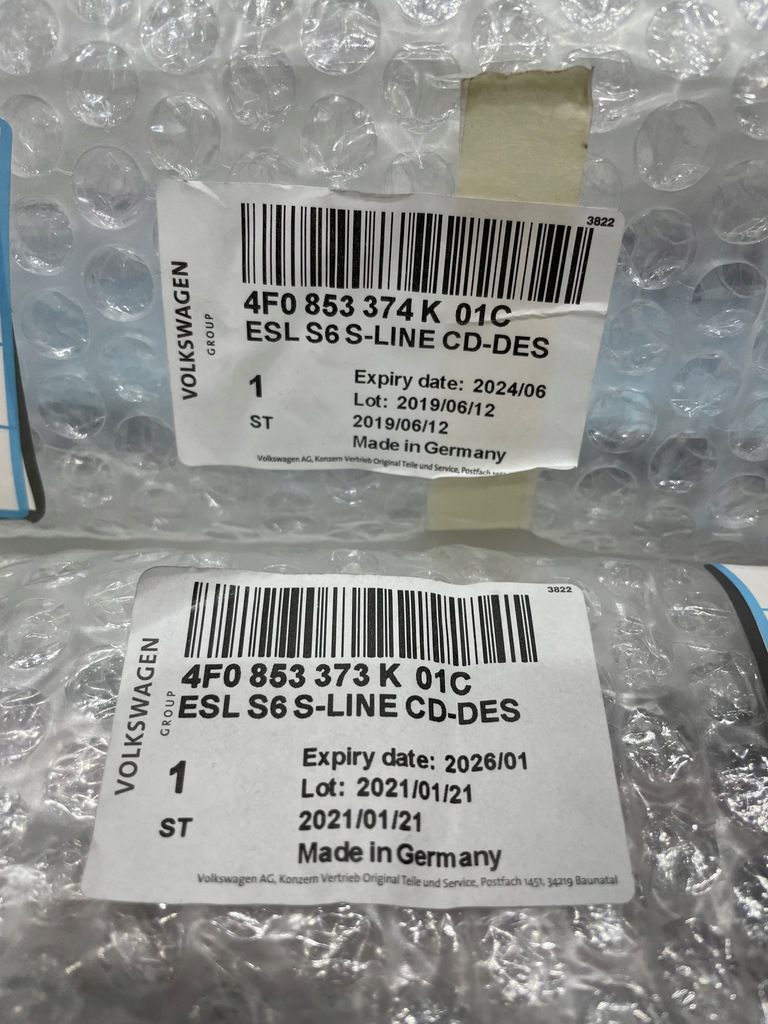 3822
VOLKSWAGEN
GROUP
4F0 853 374 K 01C
ESL S6 S-LINE CD-DES
1
ST
Expiry date: 2024/06
Lot: 2019/06/12
2019/06/12
Made in Germany
Volkswagen AG, Konzern Vertrieb Original Teile und Service, Postfach
3822
VOLKSWAGEN
GROUP
4F0 853 373 K 01C
ESL S6 S-LINE CD-DES
1
ST
Expiry date: 2026/01
Lot: 2021/01/21
2021/01/21
Made in Germany
Volkswagen AG, Konzern Vertrieb Original Teile und Service, Postfach 1451, 34219 Baunatal